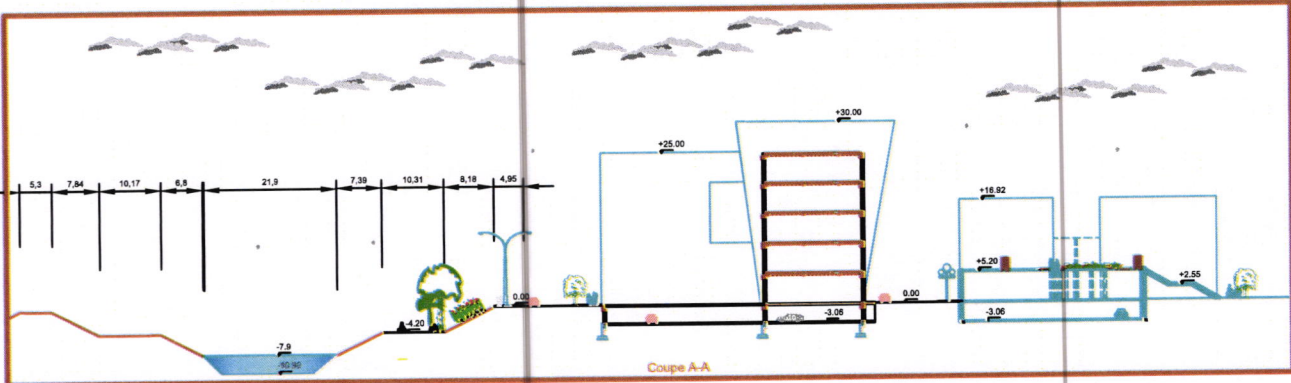 +30.00
+25.00
5,3 7,84 10,17 6,8 21,9 7,39 10,31 8,18 4,95
+16.92
+5.20
+2.55
0.00 0.00
-4.20 -3.06 -3.06
-7.9
Coupe A-A